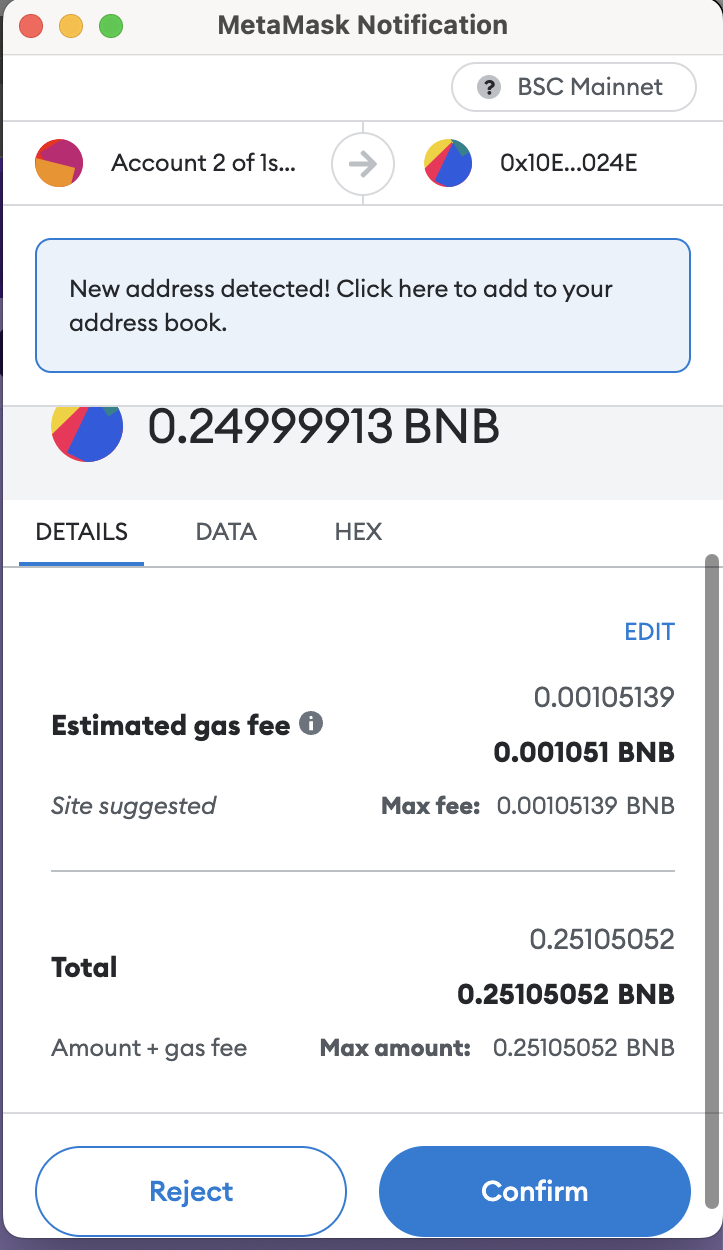 MetaMask Notification
? BSC Mainnet
Account 2 of 1s... 0x10E...024E
New address detected! Click here to add to your
address book.
0.24999913 BNB
DETAILS DATA HEX
EDIT
0.00105139
Estimated gas fee i
0.001051 BNB
Site suggested Max fee: 0.00105139 BNB
0.25105052
Total
0.25105052 BNB
Amount + gas fee Max amount: 0.25105052 BNB
Reject Confirm